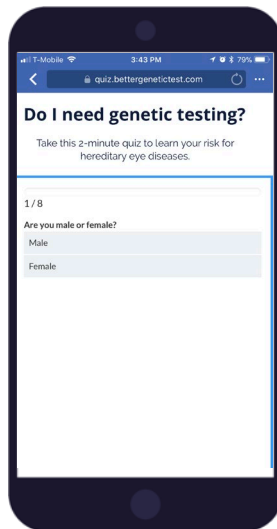 T-Mobile 3:43 PM 79%
quiz.bettergenetictest.com
Do I need genetic testing?
Take this 2-minute quiz to learn your risk for
hereditary eye diseases.
1 / 8
Are you male or female?
Male
Female